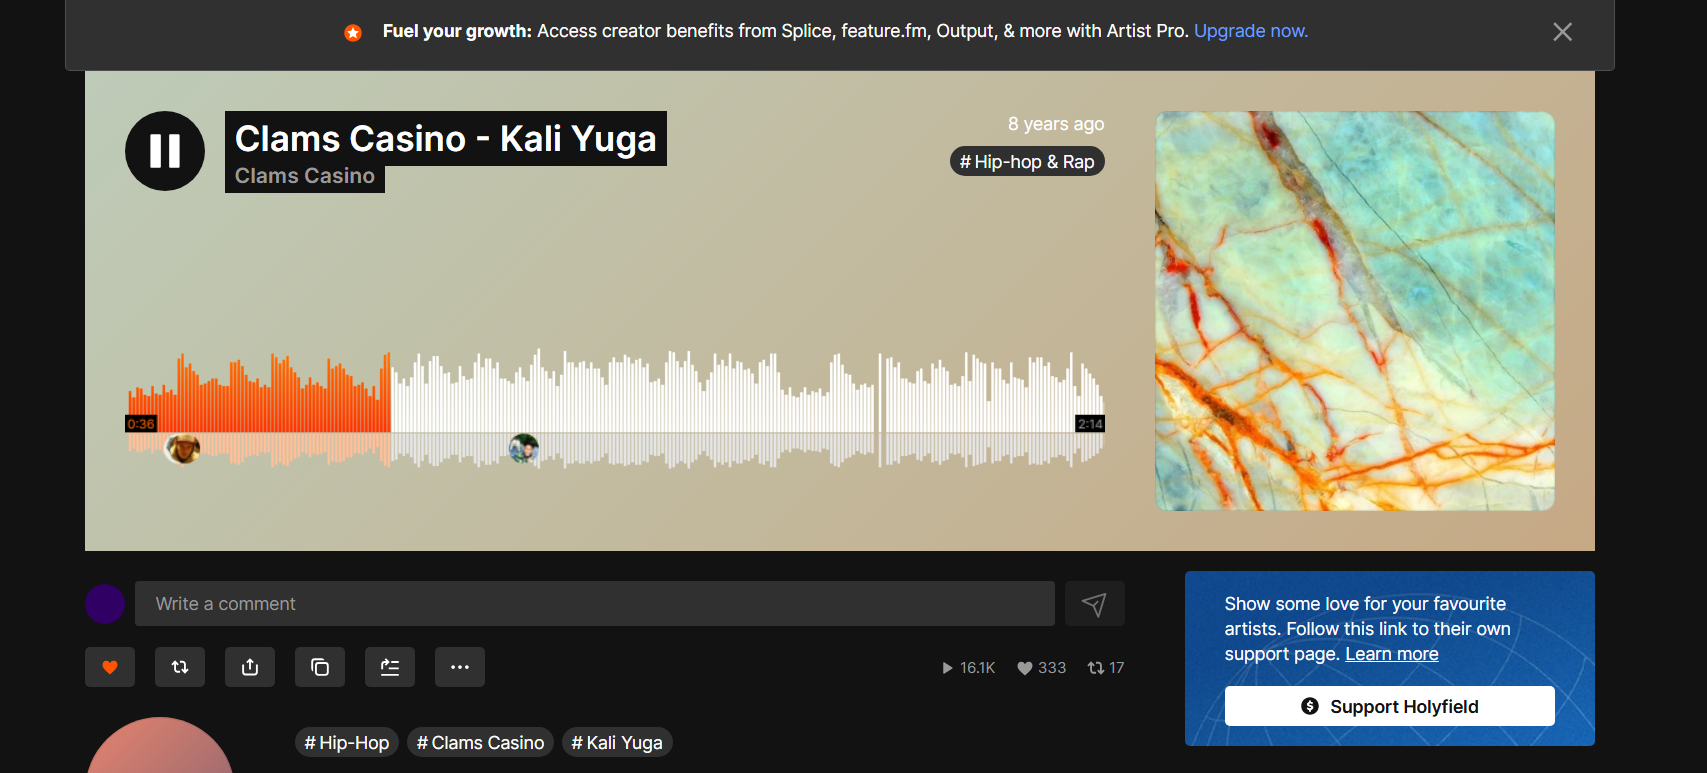 Fuel your growth: Access creator benefits from Splice, feature.fm, Output, & more with Artist Pro. Upgrade now.
Clams Casino - Kali Yuga
Clams Casino
8 years ago
# Hip-hop & Rap
0:36
2:14
Write a comment
16.1K
333
17
# Hip-Hop
# Clams Casino
# Kali Yuga
Show some love for your favourite
artists. Follow this link to their own
support page. Learn more
Support Holyfield